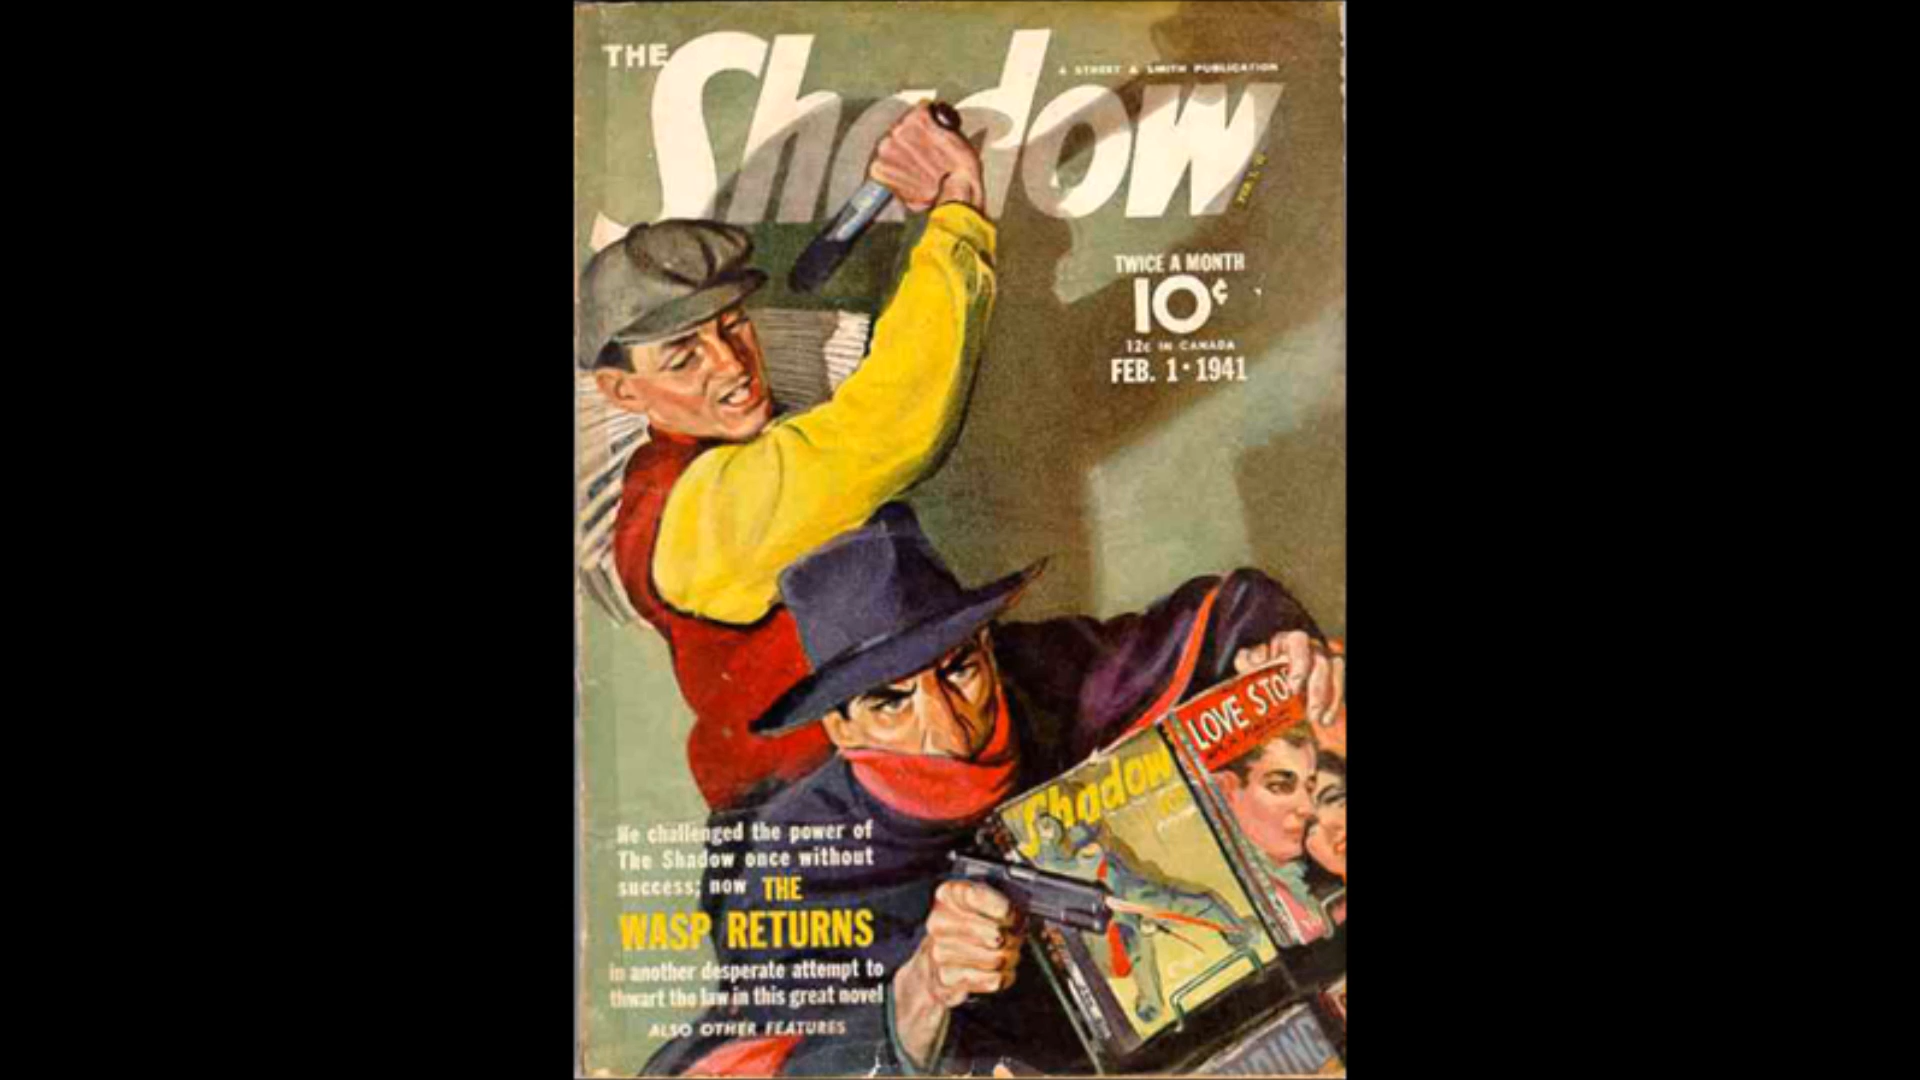 THE Shadow
A STREET & SMITH PUBLICATION
TWICE A MONTH
10¢
12c IN CANADA
FEB. 1 · 1941
LOVE STO
Shadow
He challenged the power of
The Shadow once without
success; now THE
WASP RETURNS
in another desperate attempt to
thwart the law in this great novel
ALSO OTHER FEATURES